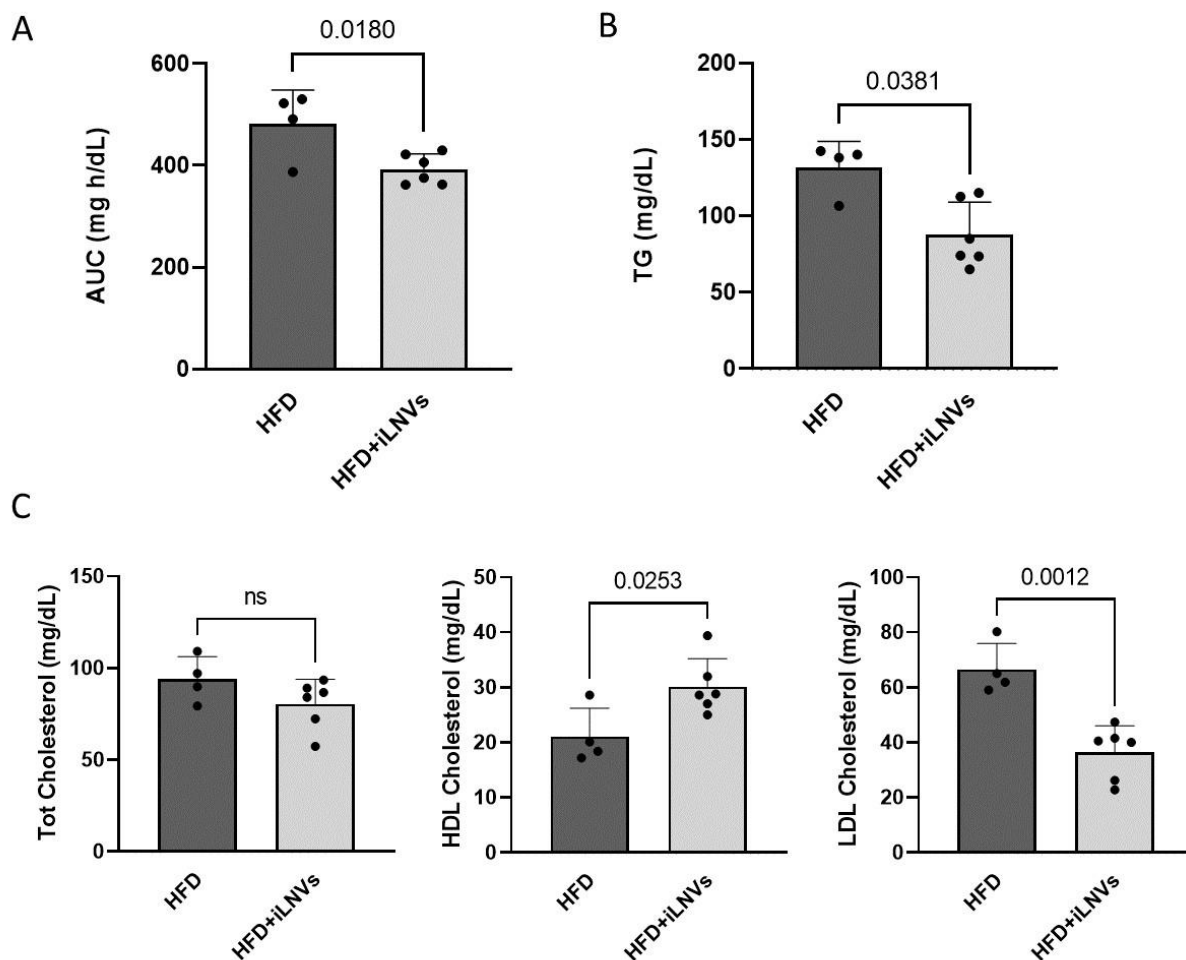 A
0.0180
600
400
200
0
AUC (mg h/dL)
HFD
HFD+iLNVs
B
0.0381
200
150
100
50
0
TG (mg/dL)
HFD
HFD+iLNVs
C
ns
150
100
50
0
Tot Cholesterol (mg/dL)
HFD
HFD+iLNVs
0.0253
50
40
30
20
10
0
HDL Cholesterol (mg/dL)
HFD
HFD+iLNVs
0.0012
100
80
60
40
20
0
LDL Cholesterol (mg/dL)
HFD
HFD+iLNVs